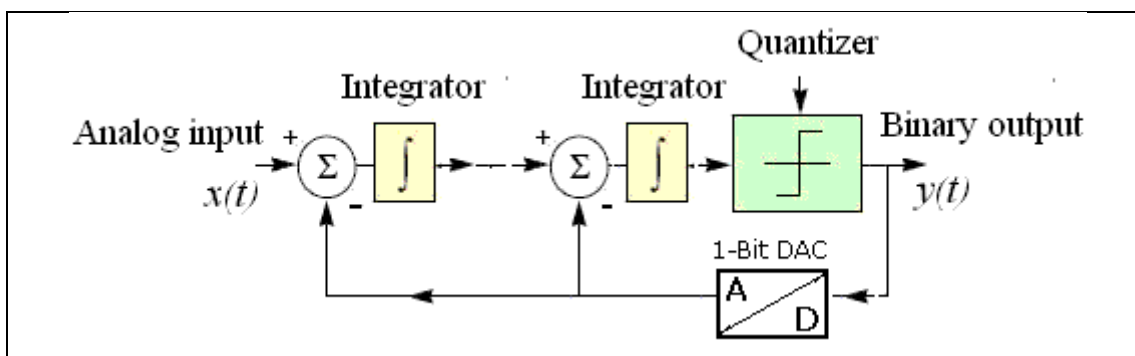 Quantizer
Integrator
Integrator
Analog input
Binary output
+
+
Σ
∫
Σ
∫
x(t)
-
-
y(t)
1-Bit DAC
A
D